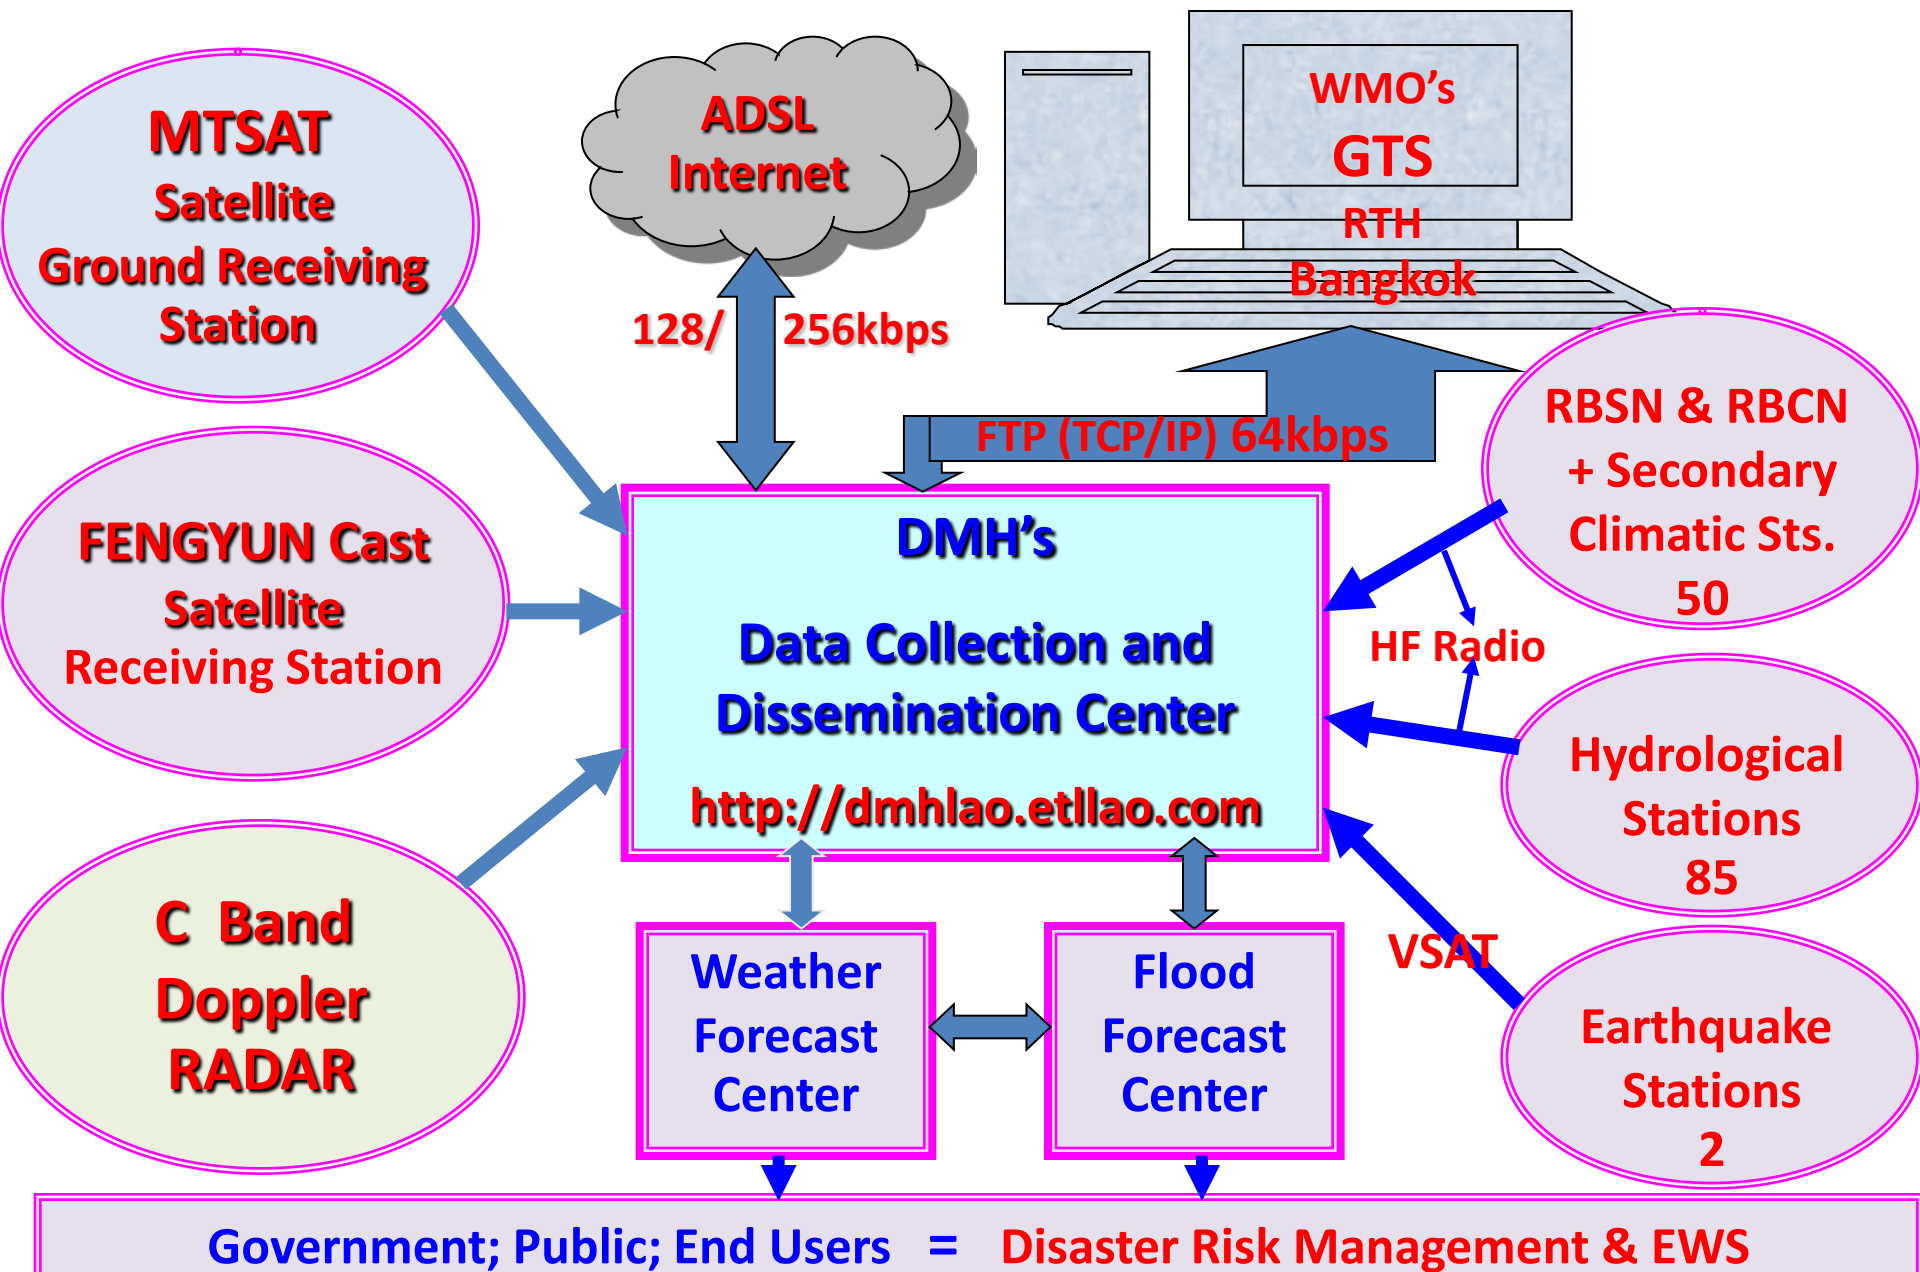 MTSAT
Satellite
Ground Receiving
Station
ADSL
Internet
WMO's
GTS
RTH
Bangkok
128/ 256kbps
FTP (TCP/IP) 64kbps
RBSN & RBCN
+ Secondary
Climatic Sts.
50
FENGYUN Cast
Satellite
Receiving Station
DMH's
Data Collection and
Dissemination Center
http://dmhlao.etllao.com
HF Radio
Hydrological
Stations
85
C Band
Doppler
RADAR
VSAT
Weather
Forecast
Center
Flood
Forecast
Center
Earthquake
Stations
2
Government; Public; End Users = Disaster Risk Management & EWS